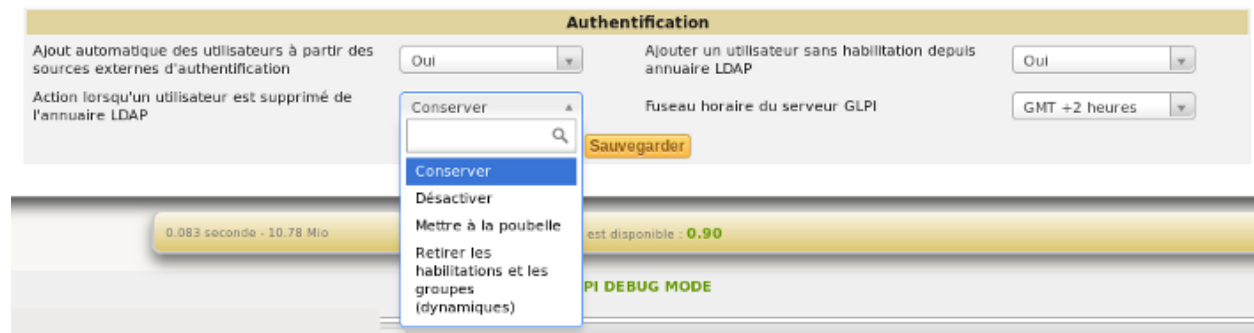 Authentification
Ajout automatique des utilisateurs à partir des
sources externes d'authentification
Oui
Ajouter un utilisateur sans habilitation depuis
annuaire LDAP
Oui
Action lorsqu'un utilisateur est supprimé de
l'annuaire LDAP
Conserver
Fuseau horaire du serveur GLPI
GMT +2 heures
Sauvegarder
Conserver
Désactiver
Mettre à la poubelle
Retirer les
habilitations et les
groupes
(dynamiques)
0.083 seconde - 10.78 Mio
est disponible : 0.90
PI DEBUG MODE